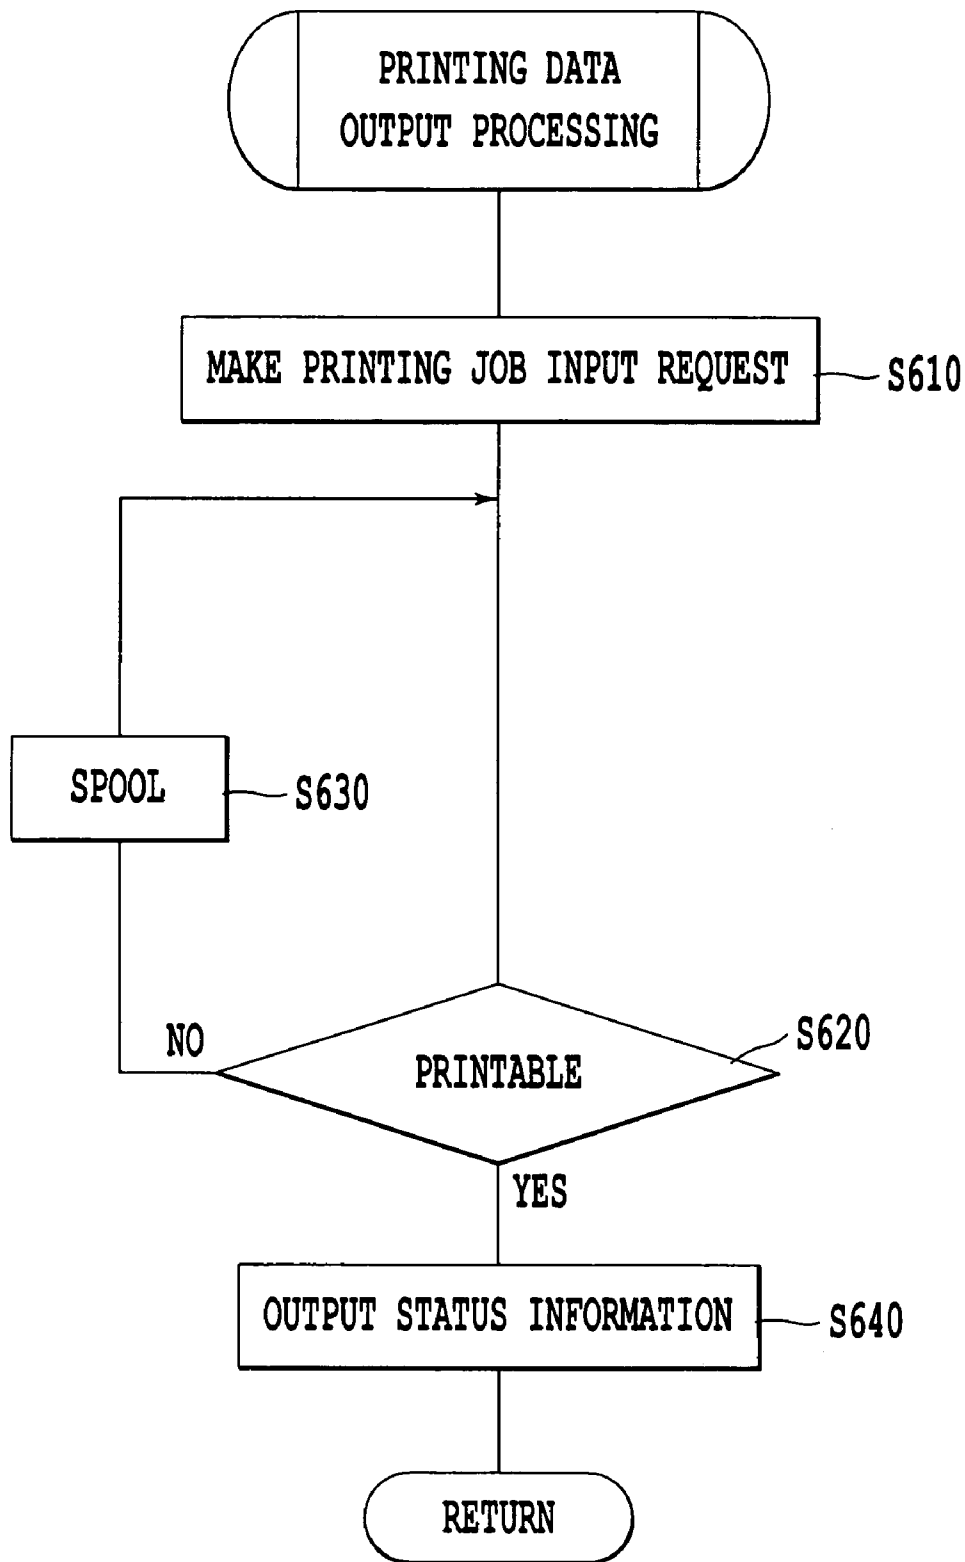 PRINTING DATA
OUTPUT PROCESSING
MAKE PRINTING JOB INPUT REQUEST
S610
SPOOL
S630
NO
PRINTABLE
S620
YES
OUTPUT STATUS INFORMATION
S640
RETURN